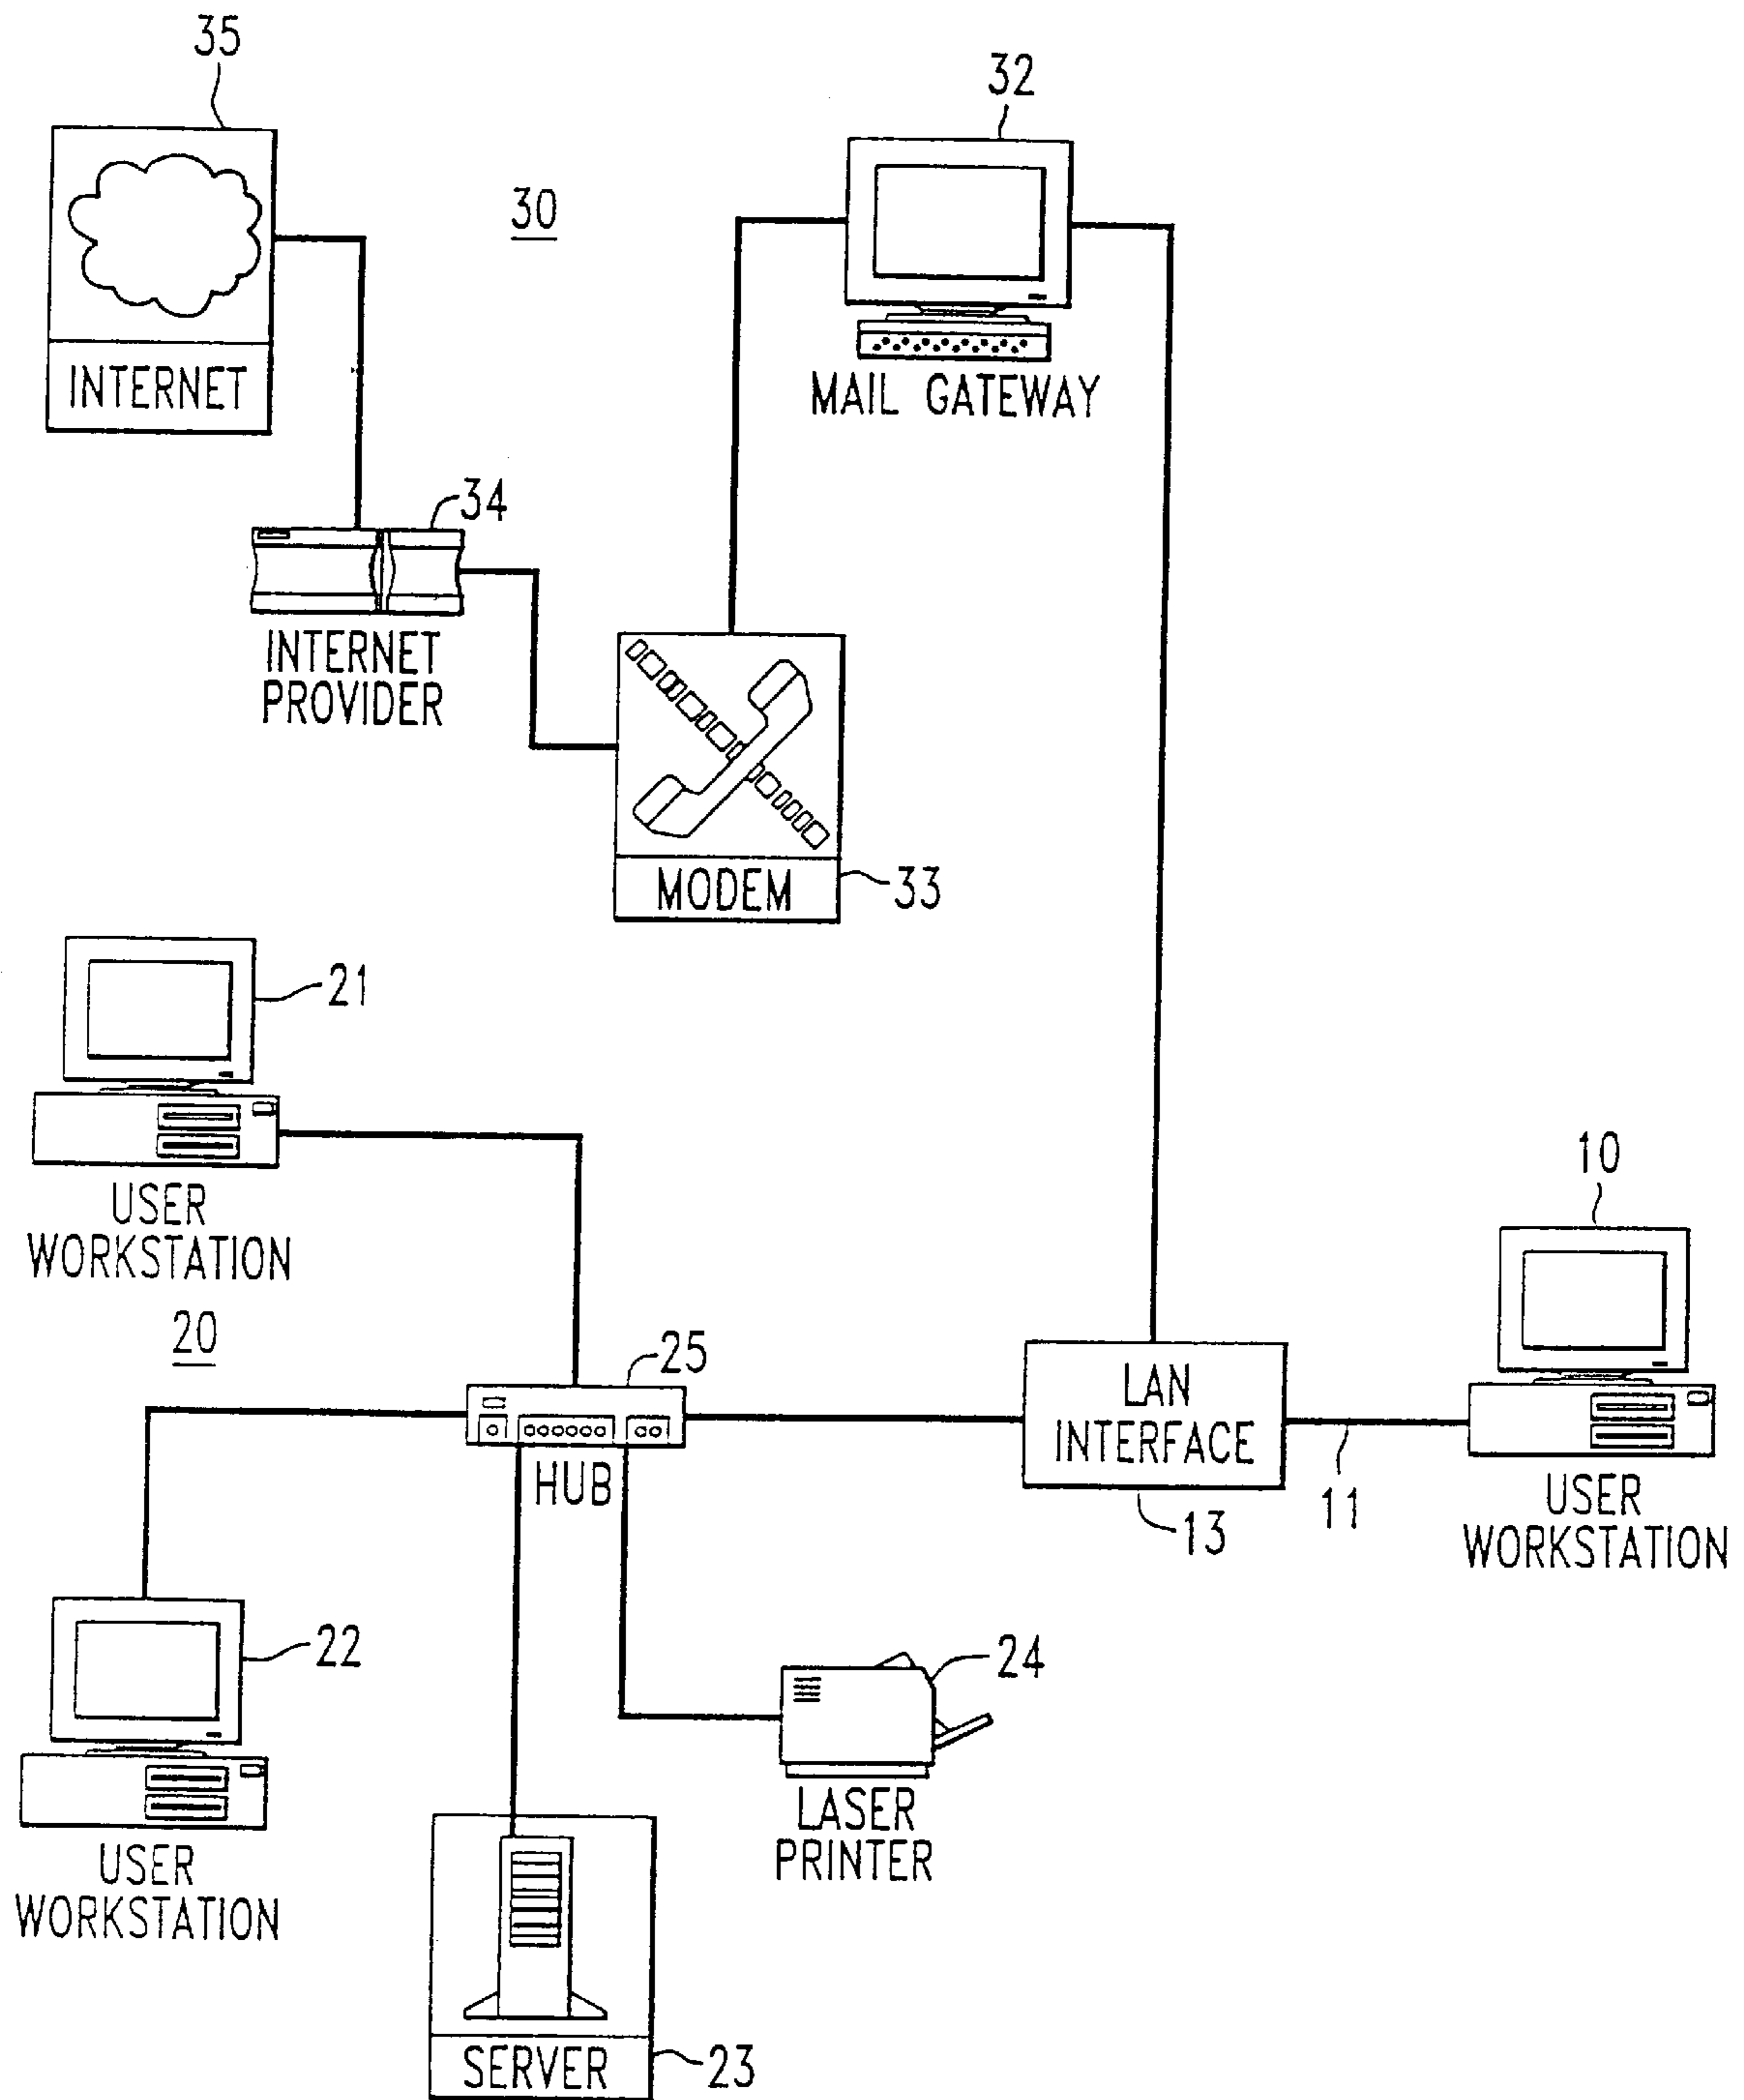 35
32
30
INTERNET
MAIL GATEWAY
34
INTERNET
PROVIDER
MODEM
33
21
10
USER
WORKSTATION
20
25
LAN
INTERFACE
HUB
11
13
USER
WORKSTATION
22
24
LASER
PRINTER
USER
WORKSTATION
SERVER
23